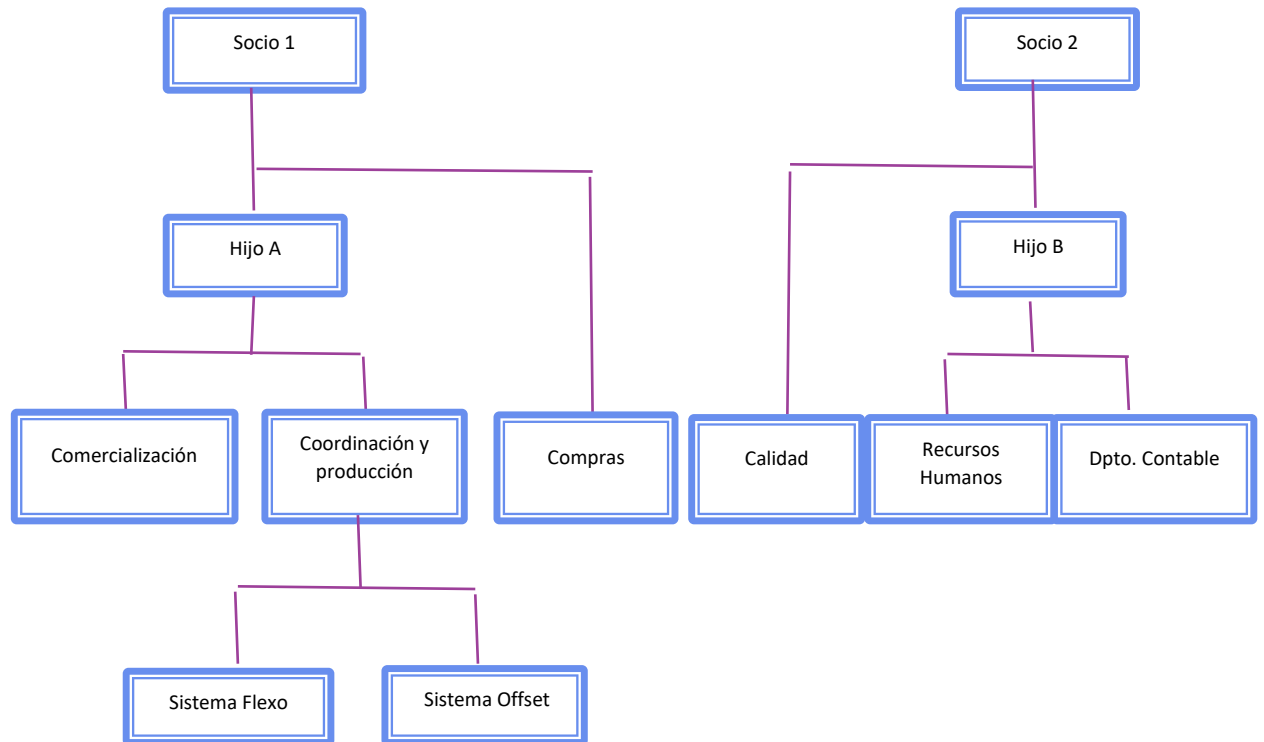 Socio 1
Socio 2
Hijo A
Hijo B
Comercialización
Coordinación y
producción
Compras
Calidad
Recursos
Humanos
Dpto. Contable
Sistema Flexo
Sistema Offset